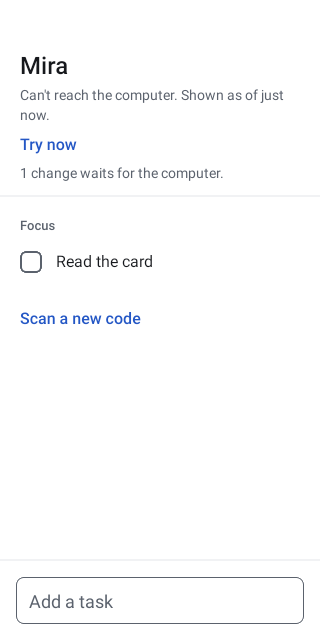 Mira
Can't reach the computer. Shown as of just
now.
Try now
1 change waits for the computer.
Focus
Read the card
Scan a new code
Add a task